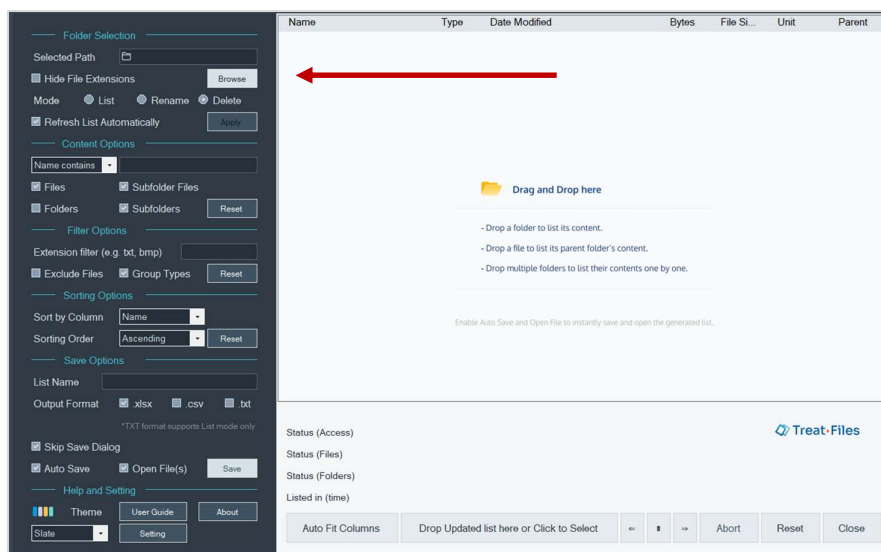 Folder Selection
Selected Path
Hide File Extensions Browse
Mode List Rename Delete
Refresh List Automatically Apply
Content Options
Name contains
Files Subfolder Files
Folders Subfolders Reset
Filter Options
Extension filter (e.g. txt, bmp)
Exclude Files Group Types Reset
Sorting Options
Sort by Column Name
Sorting Order Ascending Reset
Save Options
List Name
Output Format .xlsx .csv .txt
*TXT format supports List mode only
Skip Save Dialog
Auto Save Open File(s) Save
Help and Setting
Theme User Guide About
Slate Setting
Name Type Date Modified Bytes File Si... Unit Parent
Drag and Drop here
- Drop a folder to list its content.
- Drop a file to list its parent folder's content.
- Drop multiple folders to list their contents one by one.
Enable Auto Save and Open File to instantly save and open the generated list.
Status (Access)
Status (Files)
Status (Folders)
Listed in (time)
Treat-Files
Auto Fit Columns Drop Updated list here or Click to Select ⇐ ⬆ ⇒ Abort Reset Close